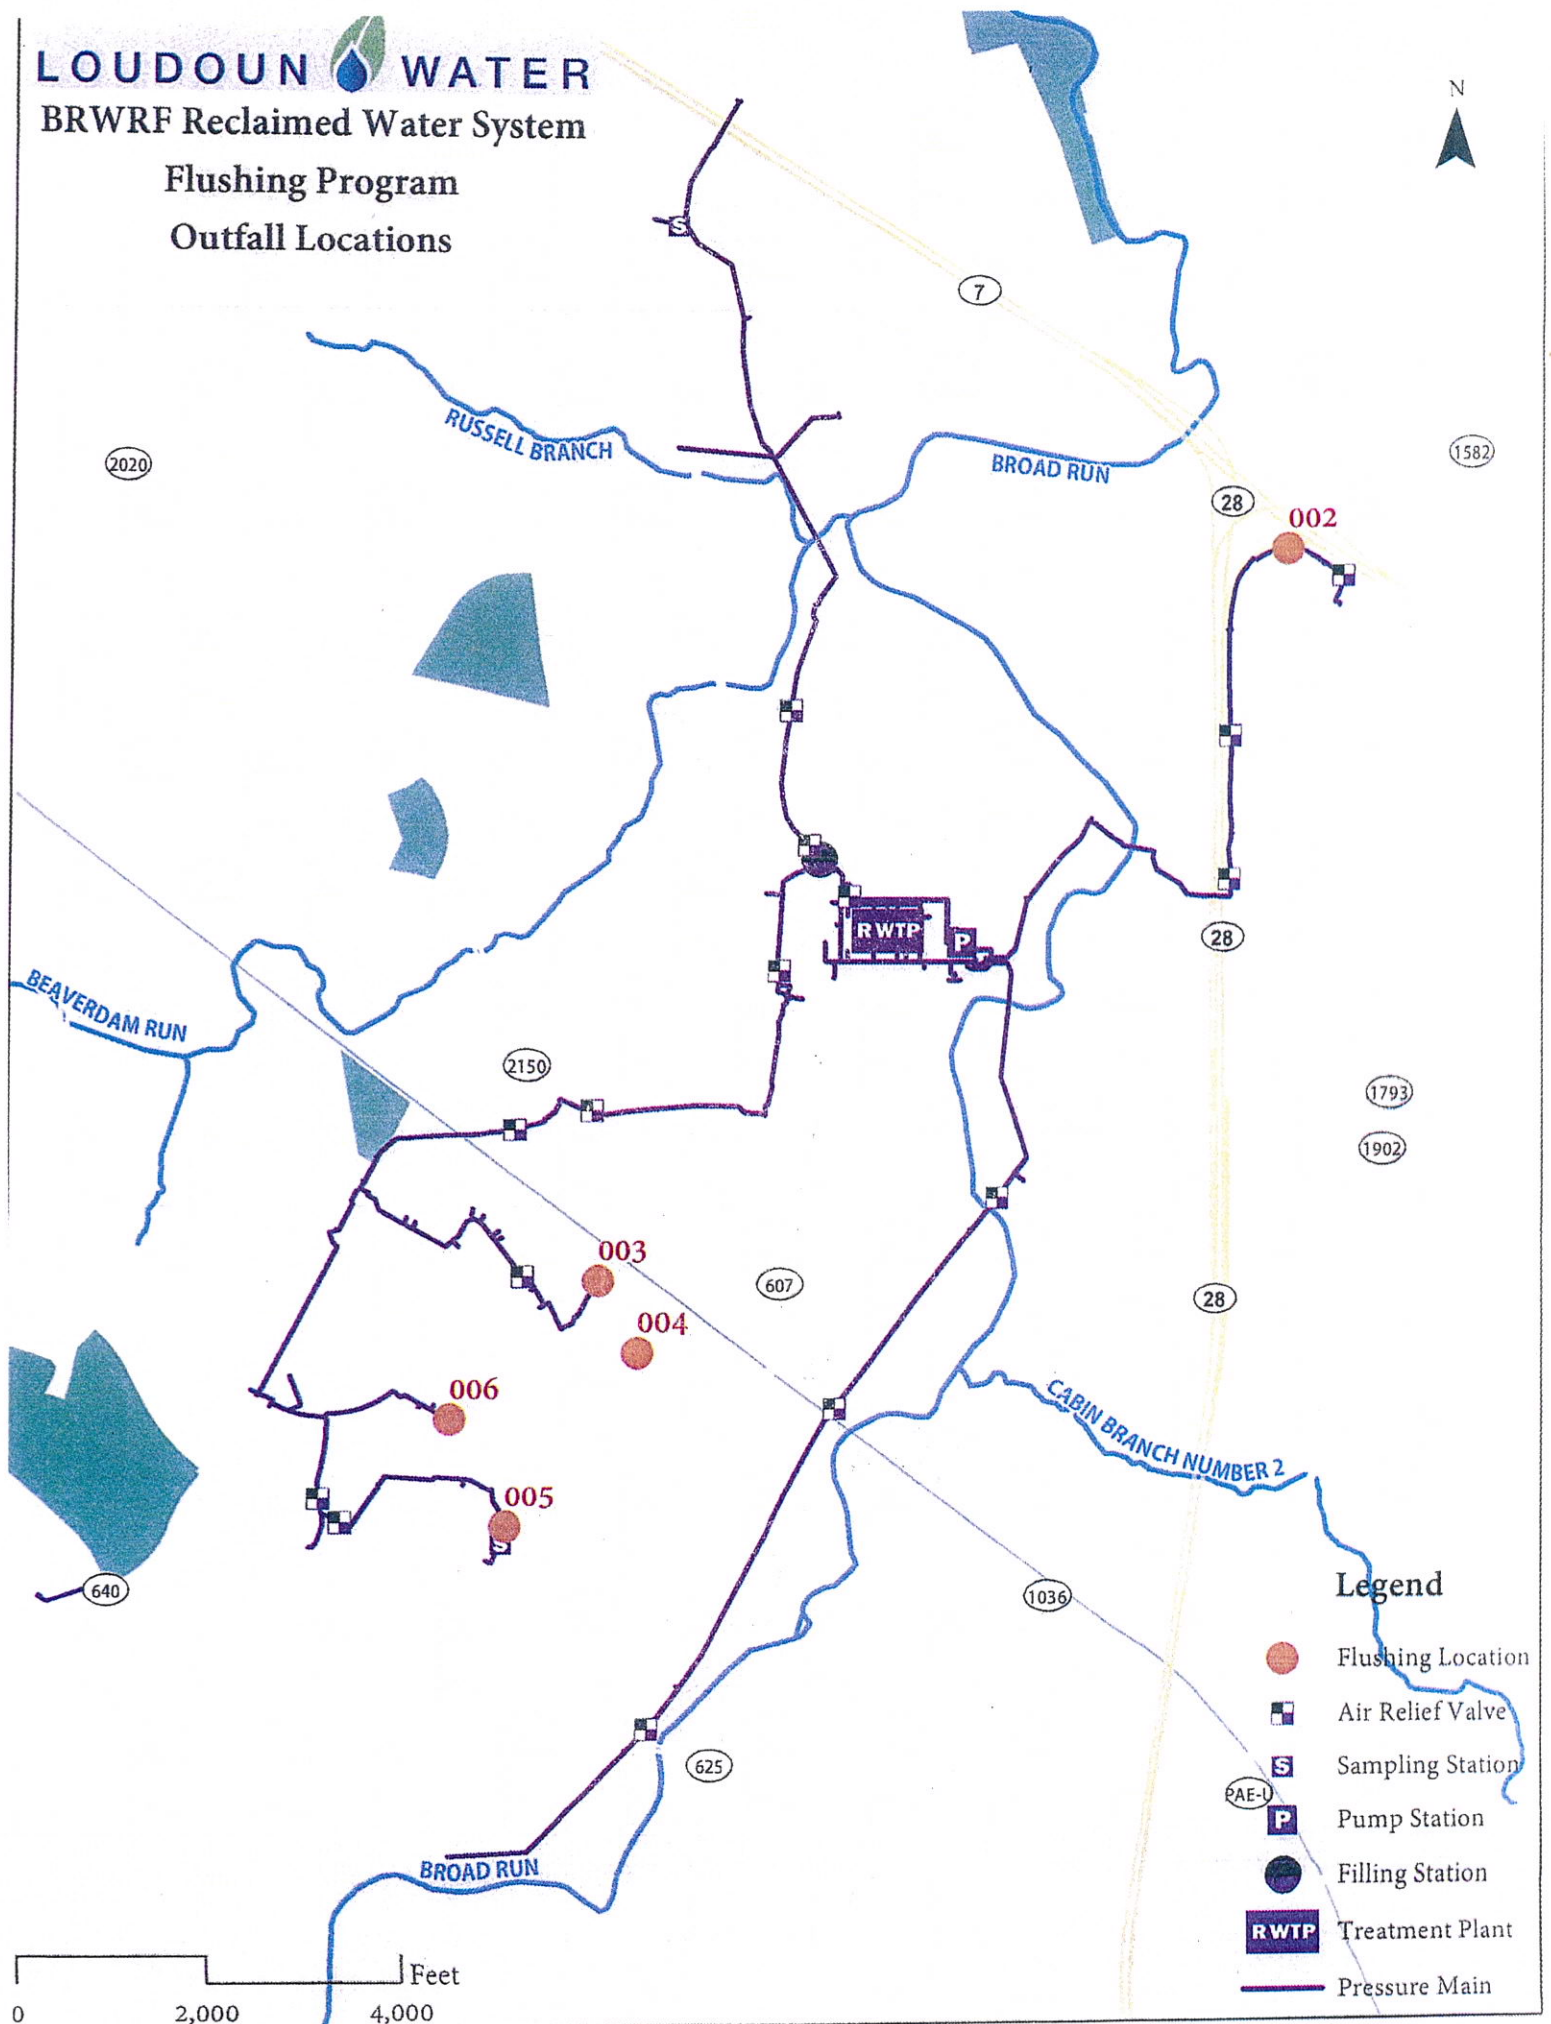 LOUDOUN WATER
BRWRF Reclaimed Water System
Flushing Program
Outfall Locations
N
S
7
RUSSELL BRANCH
2020
BROAD RUN
1582
28
002
RWTP
P
28
BEAVERDAM RUN
2150
1793
1902
003
607
28
004
006
CABIN BRANCH NUMBER 2
005
S
640
1036
625
PAE-U
BROAD RUN
Legend
Flushing Location
Air Relief Valve
S Sampling Station
P Pump Station
Filling Station
RWTP Treatment Plant
Pressure Main
Feet
0 2,000 4,000